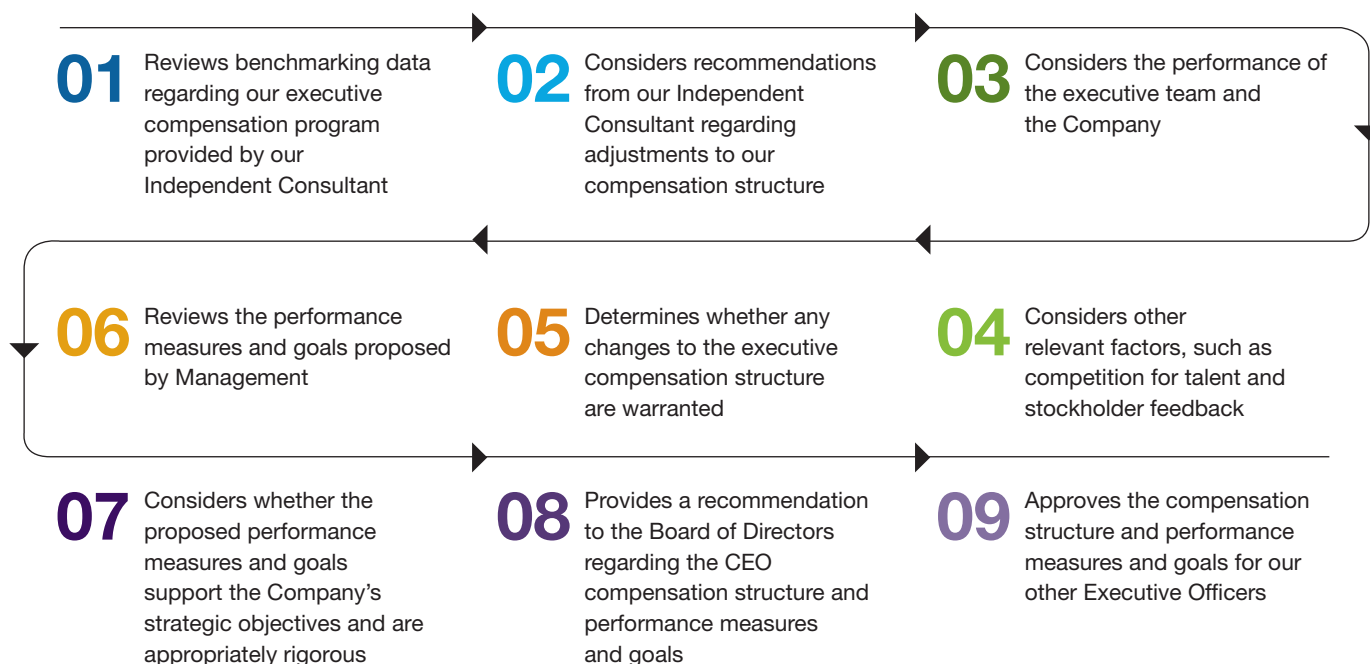 01
Reviews benchmarking data
regarding our executive
compensation program
provided by our
Independent Consultant
02
Considers recommendations
from our Independent
Consultant regarding
adjustments to our
compensation structure
03
Considers the performance of
the executive team and
the Company
04
Considers other
relevant factors, such as
competition for talent and
stockholder feedback
05
Determines whether any
changes to the executive
compensation structure
are warranted
06
Reviews the performance
measures and goals proposed
by Management
07
Considers whether the
proposed performance
measures and goals
support the Company’s
strategic objectives and are
appropriately rigorous
08
Provides a recommendation
to the Board of Directors
regarding the CEO
compensation structure and
performance measures
and goals
09
Approves the compensation
structure and performance
measures and goals for our
other Executive Officers